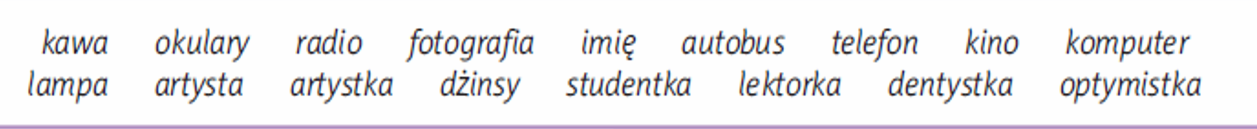 kawa okulary radio fotografia imię autobus telefon kino komputer
lampa artysta artystka dżinsy studentka lektorka dentystka optymistka